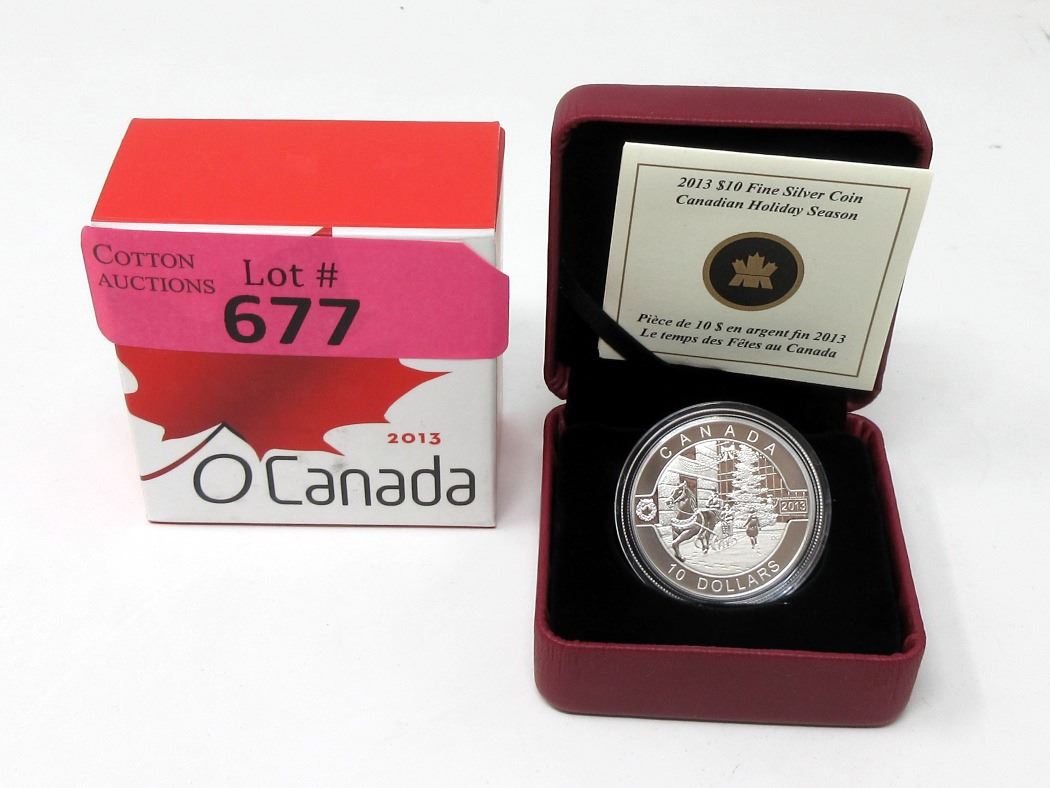 COTTON
AUCTIONS
Lot #
677
2013
O Canada
2013 $10 Fine Silver Coin
Canadian Holiday Season
Pièce de 10 $ en argent fin 2013
Le temps des Fêtes au Canada
CANADA
2013
10 DOLLARS